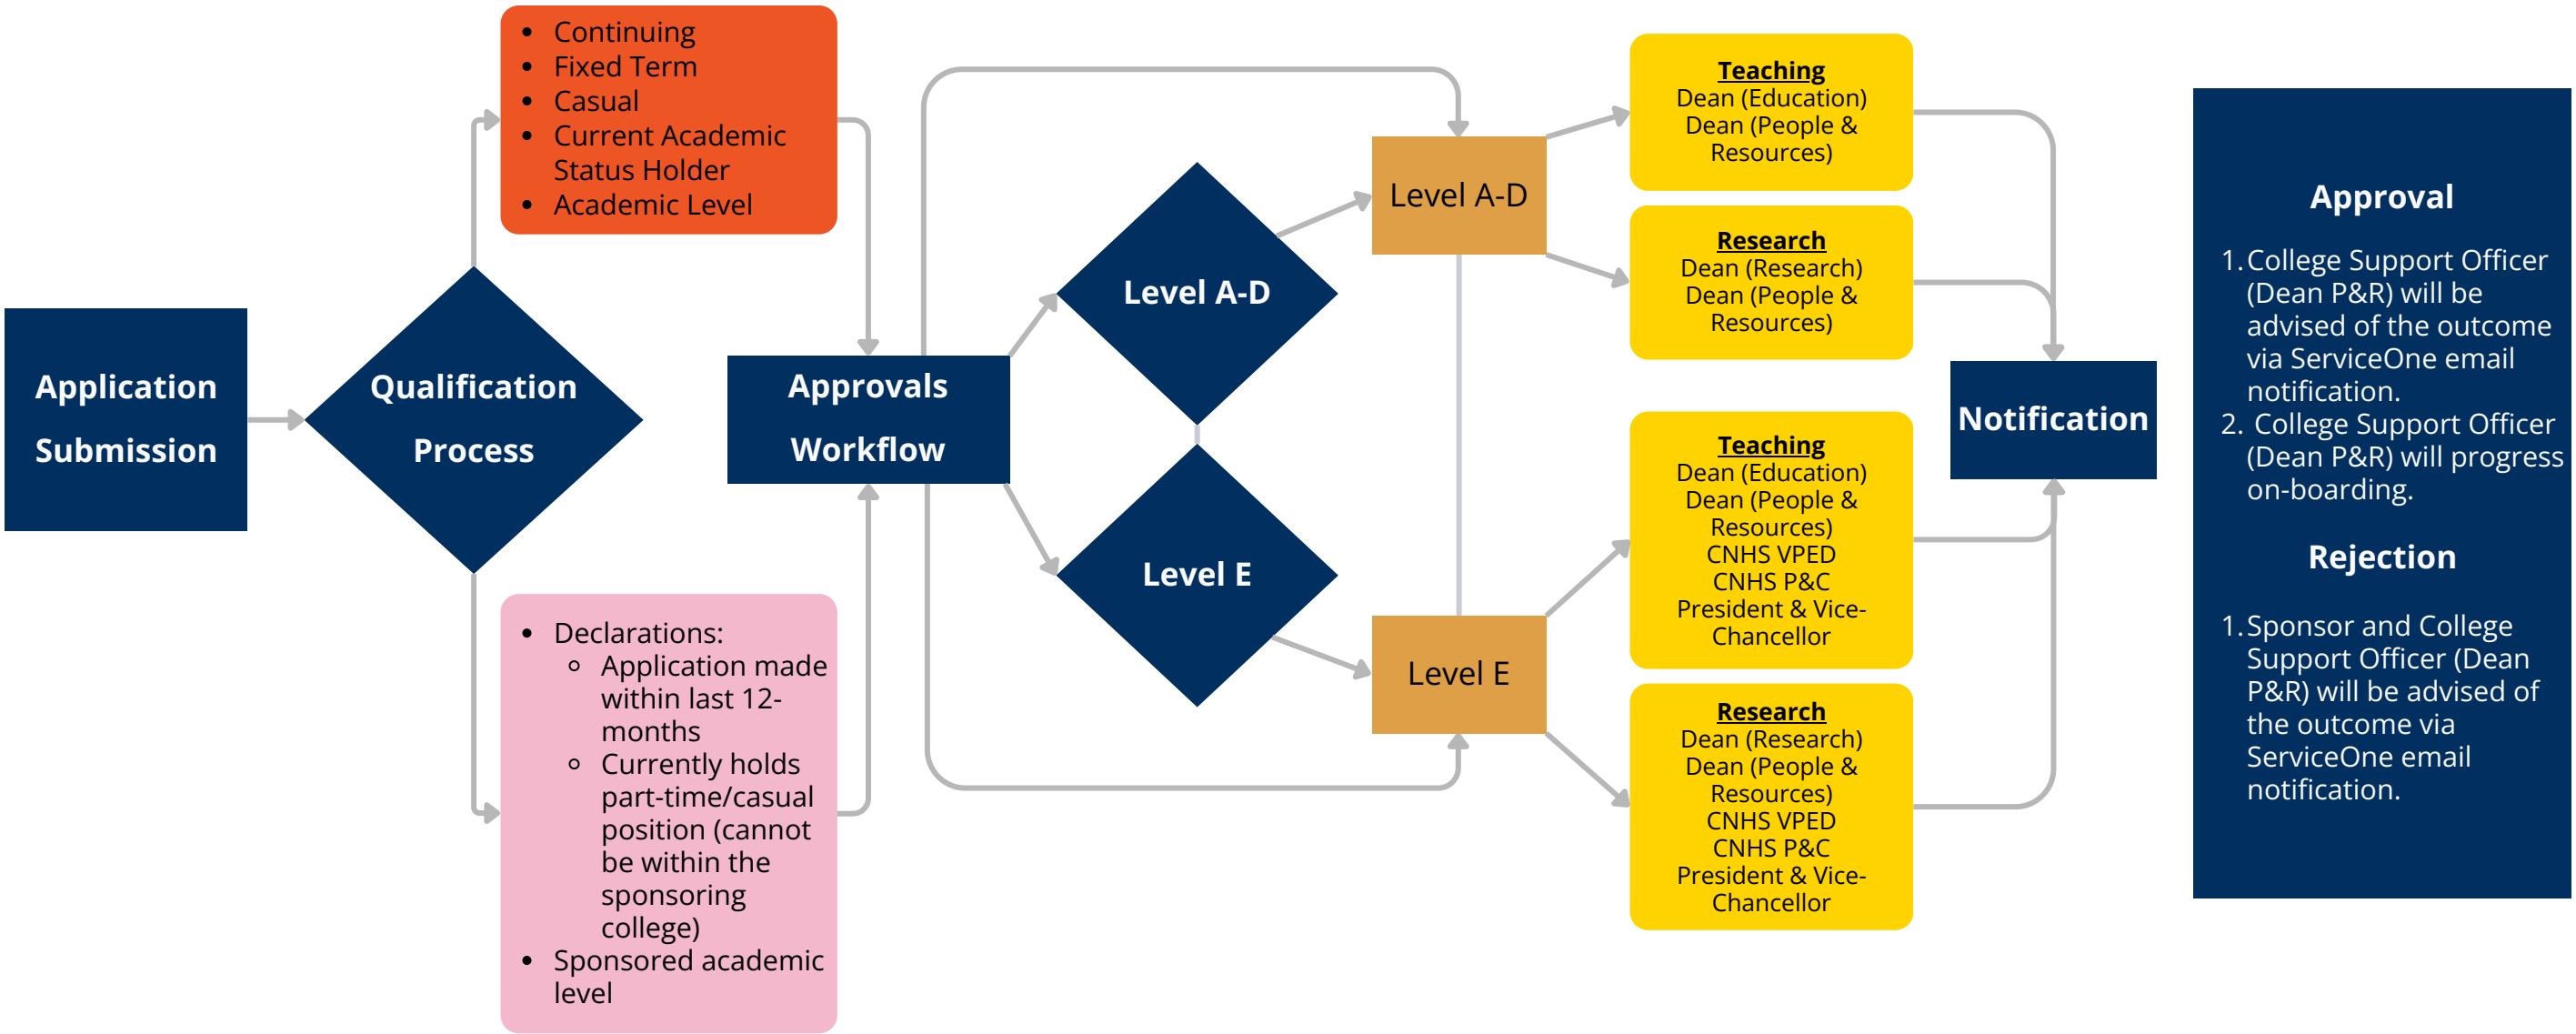 Application
Submission
Qualification
Process
• Continuing
• Fixed Term
• Casual
• Current Academic
Status Holder
• Academic Level
• Declarations:
◦ Application made
within last 12-
months
◦ Currently holds
part-time/casual
position (cannot
be within the
sponsoring
college)
• Sponsored academic
level
Approvals
Workflow
Level A-D
Level E
Level A-D
Level E
Teaching
Dean (Education)
Dean (People &
Resources)
Research
Dean (Research)
Dean (People &
Resources)
Teaching
Dean (Education)
Dean (People &
Resources)
CNHS VPED
CNHS P&C
President & Vice-
Chancellor
Research
Dean (Research)
Dean (People &
Resources)
CNHS VPED
CNHS P&C
President & Vice-
Chancellor
Notification
Approval
1. College Support Officer
(Dean P&R) will be
advised of the outcome
via ServiceOne email
notification.
2. College Support Officer
(Dean P&R) will progress
on-boarding.
Rejection
1. Sponsor and College
Support Officer (Dean
P&R) will be advised of
the outcome via
ServiceOne email
notification.